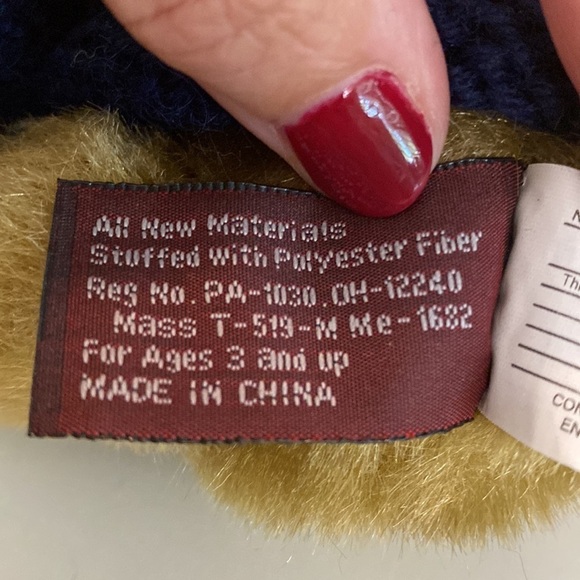 All New Materials
Stuffed with Polyester Fiber
Reg No. PA-1030. OH-12240
Mass T-519-M Me-1682
For Ages 3 and up
MADE IN CHINA